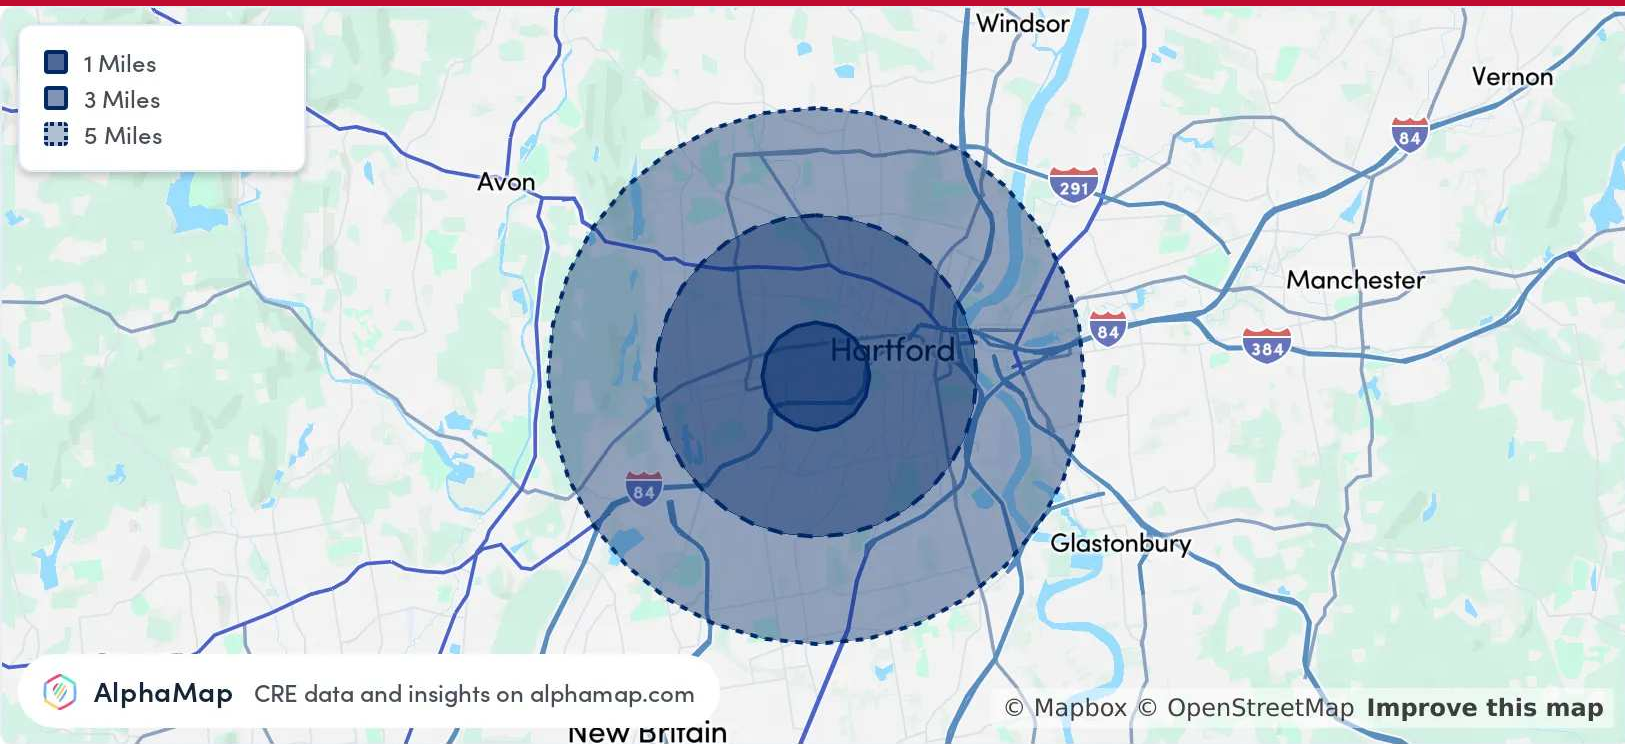 Windsor
1 Miles
3 Miles
5 Miles
Vernon
84
Avon
291
Manchester
84
384
Hartford
84
Glastonbury
AlphaMap CRE data and insights on alphamap.com
© Mapbox © OpenStreetMap Improve this map
New Britain